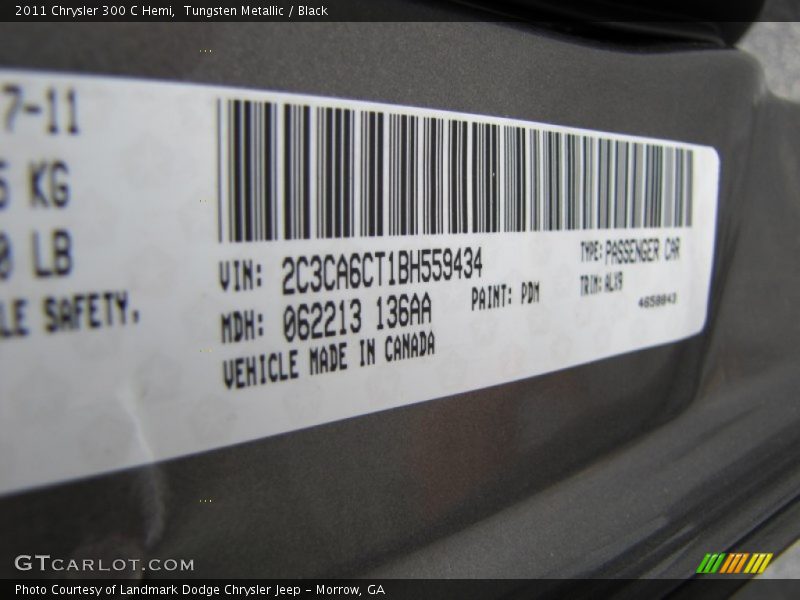 2011 Chrysler 300 C Hemi, Tungsten Metallic / Black
7-11
KG
LB
LE SAFETY.
VIN: 2C3CA6CT1BH559434
TYPE: PASSENGER CAR
MDH: 062213 136AA
PAINT: PDM
TRIM: ALX9
VEHICLE MADE IN CANADA
GTCARLOT.COM
Photo Courtesy of Landmark Dodge Chrysler Jeep - Morrow, GA